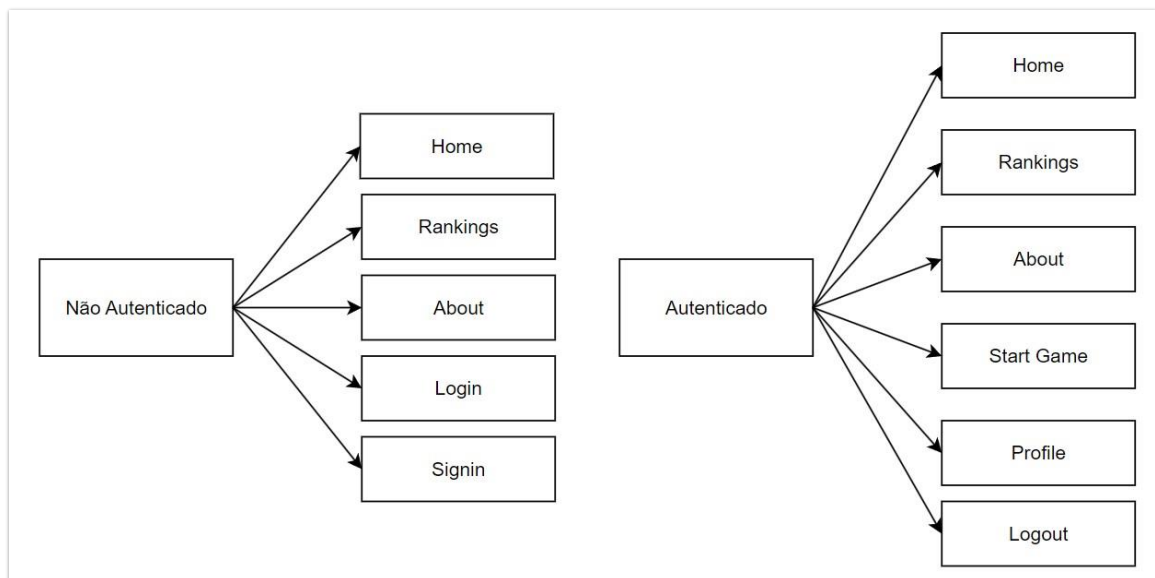 Não Autenticado
Home
Rankings
About
Login
Signin
Autenticado
Home
Rankings
About
Start Game
Profile
Logout